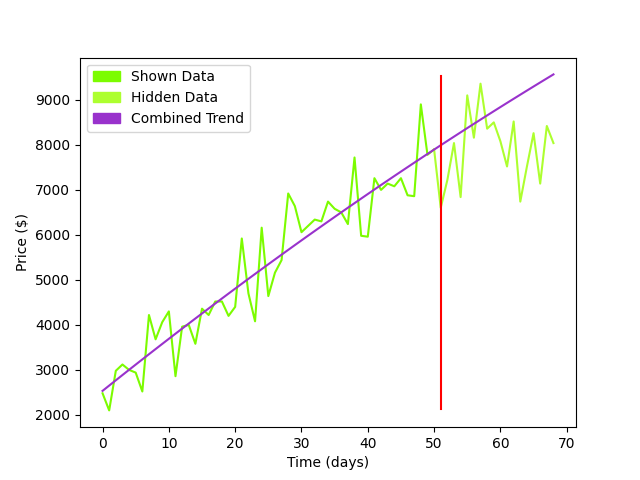 Shown Data
Hidden Data
Combined Trend
9000
8000
7000
6000
5000
4000
3000
2000
Price ($)
0 10 20 30 40 50 60 70
Time (days)